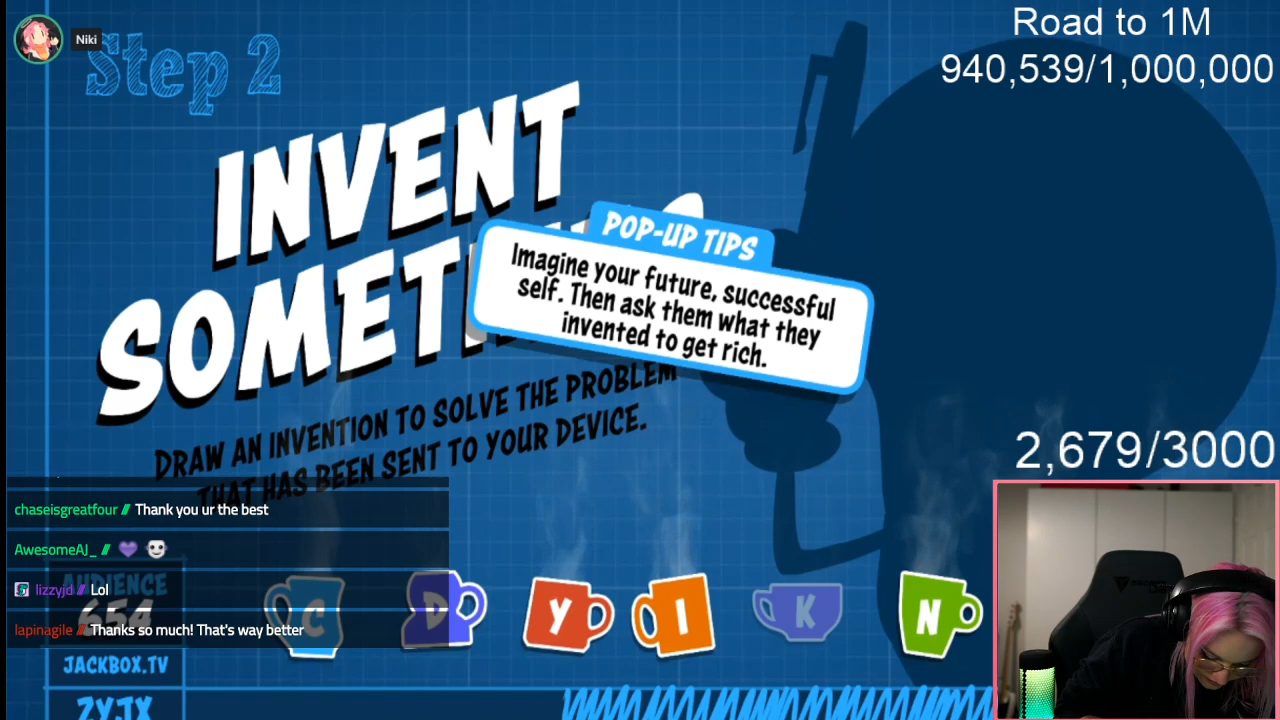 Niki
Road to 1M
940,539/1,000,000
Step 2
INVENT
SOMET
POP-UP TIPS
Imagine your future, successful
self. Then ask them what they
invented to get rich.
DRAW AN INVENTION TO SOLVE THE PROBLEM
THAT HAS BEEN SENT TO YOUR DEVICE.
2,679/3000
chaseisgreatfour // Thank you ur the best
AwesomeAJ_ //
lizzyjd // Lol
lapinagile // Thanks so much! That's way better
AUDIENCE
654
JACKBOX.TV
ZYJX
C D Y I K N